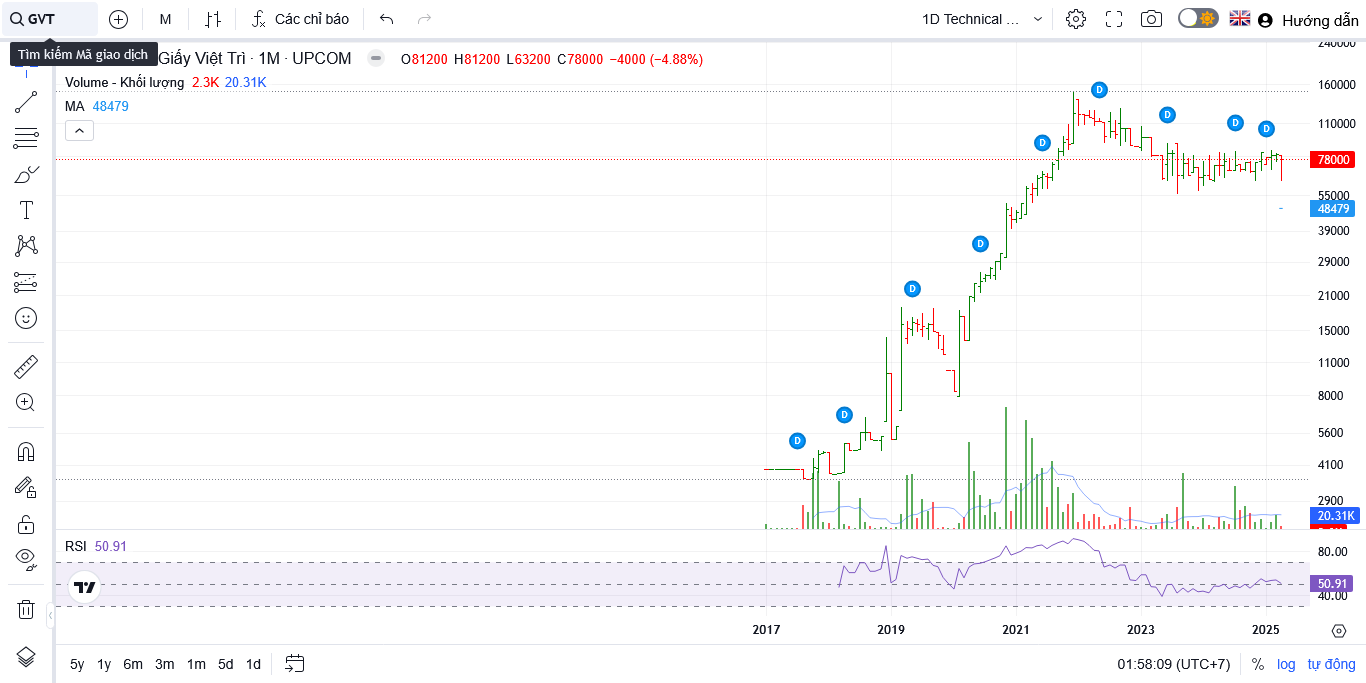 GVT
M
Các chỉ báo
1D Technical ...
Hướng dẫn
Tìm kiếm Mã giao dịch
Giấy Việt Trì · 1M · UPCOM
O81200 H81200 L63200 C78000 −4000 (−4.88%)
Volume - Khối lượng 2.3K 20.31K
MA 48479
240000
160000
110000
78000
55000
48479
39000
29000
21000
15000
11000
8000
5600
4100
2900
20.31K
D
D
D
D
D
D
D
D
D
RSI 50.91
80.00
50.91
40.00
2017
2019
2021
2023
2025
5y 1y 6m 3m 1m 5d 1d
01:58:09 (UTC+7)
% log tự động